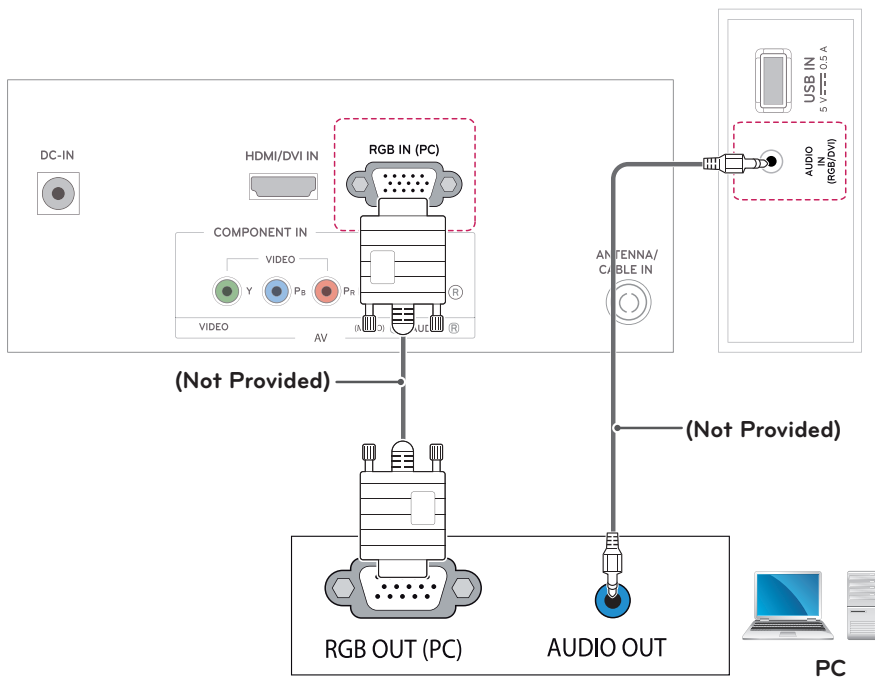 USB IN
5 V 0.5 A
AUDIO
IN
(RGB/DVI)
DC-IN
HDMI/DVI IN
RGB IN (PC)
COMPONENT IN
VIDEO
Y
PB
PR
R
VIDEO
R
AV
ANTENNA/
CABLE IN
(Not Provided)
(Not Provided)
RGB OUT (PC)
AUDIO OUT
PC